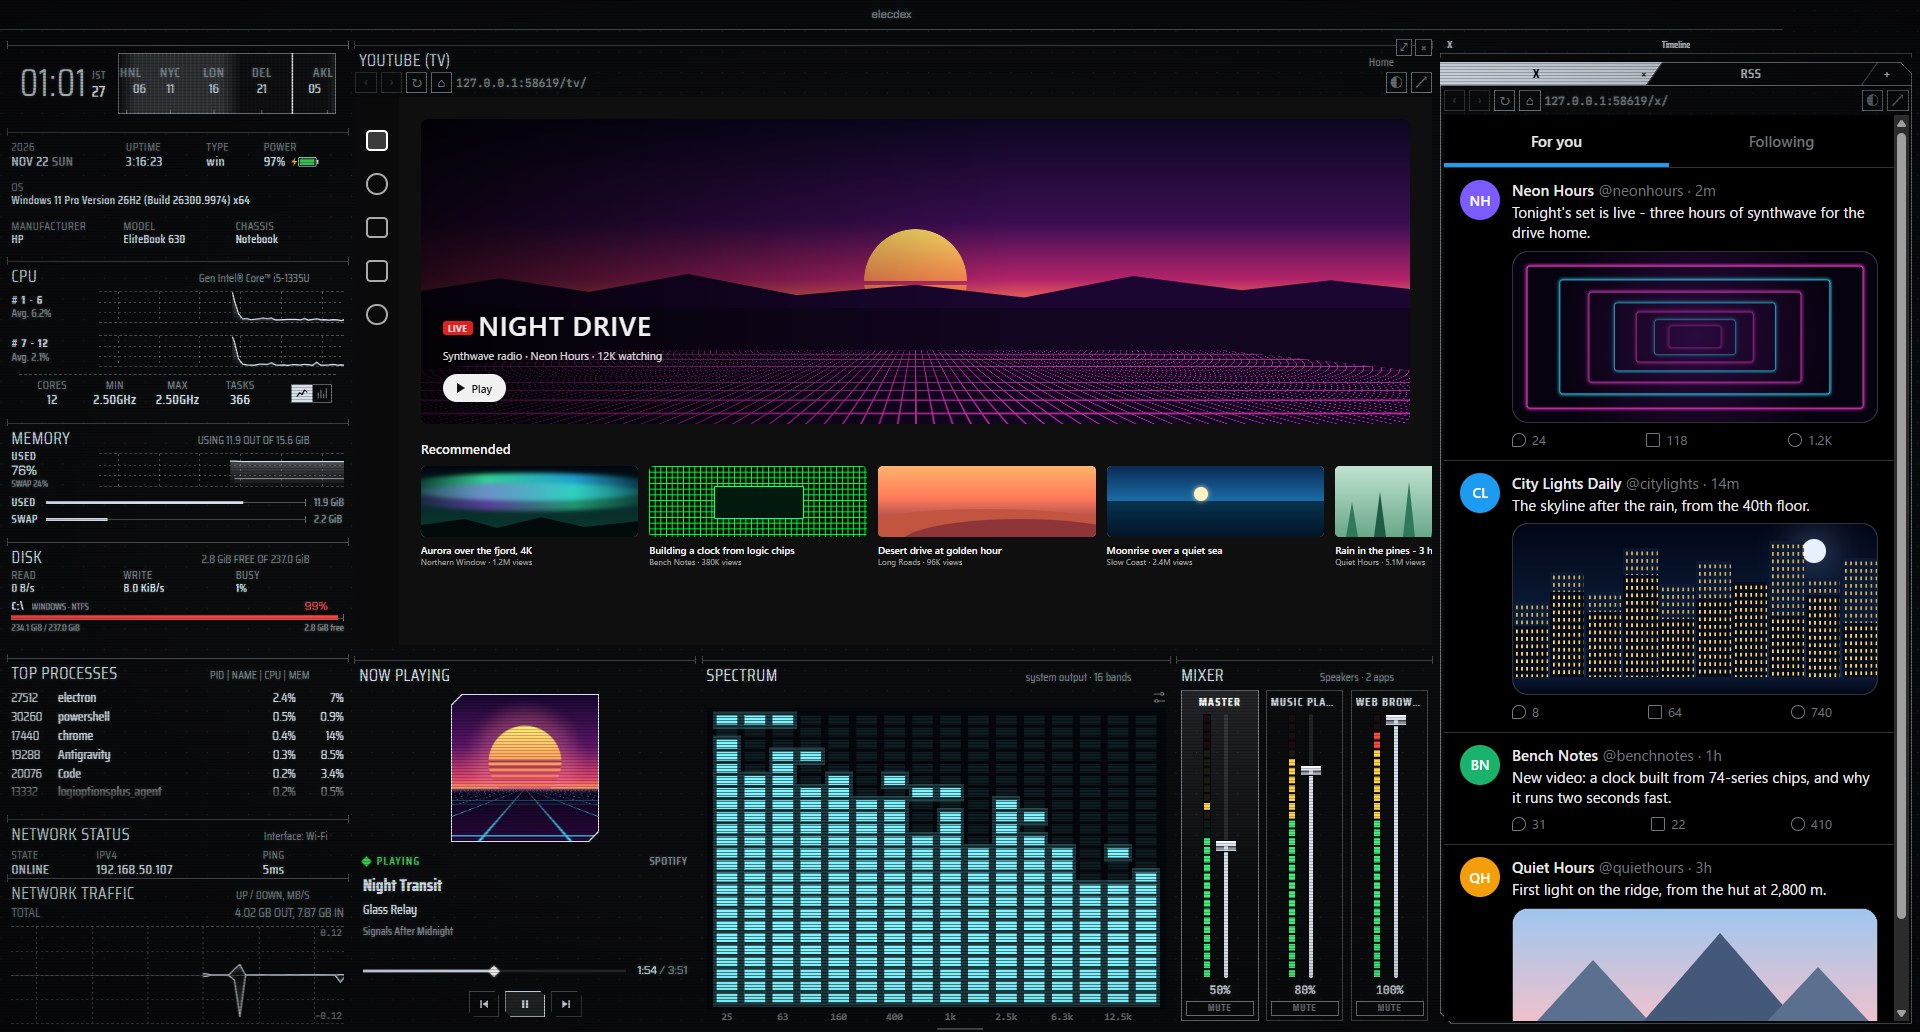 elecdex
01:01 JST 27
HNL NYC LON DEL AKL
06 11 16 21 05
2026 UPTIME TYPE POWER
NOV 22 SUN 3:16:23 win 97%
OS
Windows 11 Pro Version 26H2 (Build 26300.9974) x64
MANUFACTURER MODEL CHASSIS
HP EliteBook 630 Notebook
CPU Gen Intel® Core™ i5-1335U
# 1 - 6
Avg. 6.2%
# 7 - 12
Avg. 2.1%
CORES MIN MAX TASKS
12 2.50GHz 2.50GHz 366
MEMORY USING 11.9 OUT OF 15.6 GIB
USED
76%
SWAP 24%
USED 11.9 GiB
SWAP 2.2 GiB
DISK 2.8 GIB FREE OF 237.0 GIB
READ WRITE BUSY
0 B/s 8.0 KiB/s 1%
C:\ WINDOWS · NTFS 99%
234.1 GiB / 237.0 GiB 2.8 GiB free
TOP PROCESSES PID | NAME | CPU | MEM
27512 electron 2.4% 7%
30260 powershell 0.5% 0.9%
17440 chrome 0.4% 14%
19288 Antigravity 0.3% 8.5%
20076 Code 0.2% 3.4%
13332 logioptionsplus_agent 0.2% 0.5%
NETWORK STATUS Interface: Wi-Fi
STATE IPV4 PING
ONLINE 192.168.50.107 5ms
NETWORK TRAFFIC UP / DOWN, MB/S
TOTAL 4.02 GB OUT, 7.87 GB IN
0.12
-0.12
YOUTUBE (TV)
Home
127.0.0.1:58619/tv/
LIVE NIGHT DRIVE
Synthwave radio · Neon Hours · 12K watching
Play
Recommended
Aurora over the fjord, 4K
Northern Window · 1.2M views
Building a clock from logic chips
Bench Notes · 380K views
Desert drive at golden hour
Long Roads · 96K views
Moonrise over a quiet sea
Slow Coast · 2.4M views
Rain in the pines - 3 h
Quiet Hours · 5.1M views
NOW PLAYING
PLAYING SPOTIFY
Night Transit
Glass Relay
Signals After Midnight
1:54 / 3:51
SPECTRUM system output · 16 bands
25 63 160 400 1k 2.5k 6.3k 12.5k
MIXER Speakers · 2 apps
MASTER MUSIC PLA… WEB BROW…
50% 80% 100%
MUTE MUTE MUTE
X Timeline
X × RSS +
127.0.0.1:58619/x/
For you Following
NH Neon Hours @neonhours · 2m
Tonight's set is live - three hours of synthwave for the
drive home.
24 118 1.2K
CL City Lights Daily @citylights · 14m
The skyline after the rain, from the 40th floor.
8 64 740
BN Bench Notes @benchnotes · 1h
New video: a clock built from 74-series chips, and why
it runs two seconds fast.
31 22 410
QH Quiet Hours @quiethours · 3h
First light on the ridge, from the hut at 2,800 m.